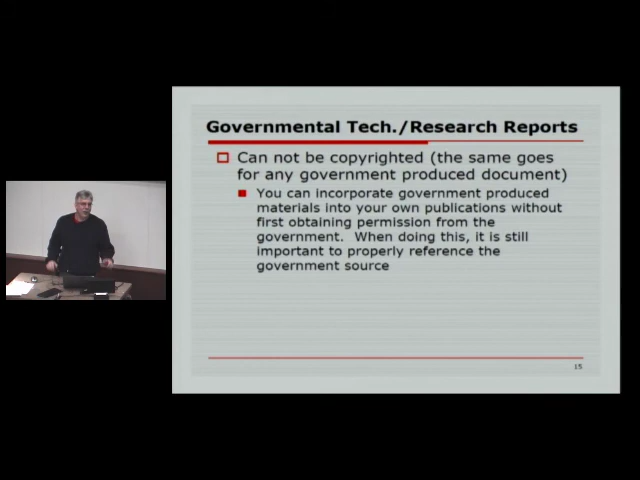 Governmental Tech./Research Reports
Can not be copyrighted (the same goes
for any government produced document)
You can incorporate government produced
materials into your own publications without
first obtaining permission from the
government. When doing this, it is still
important to properly reference the
government source
15